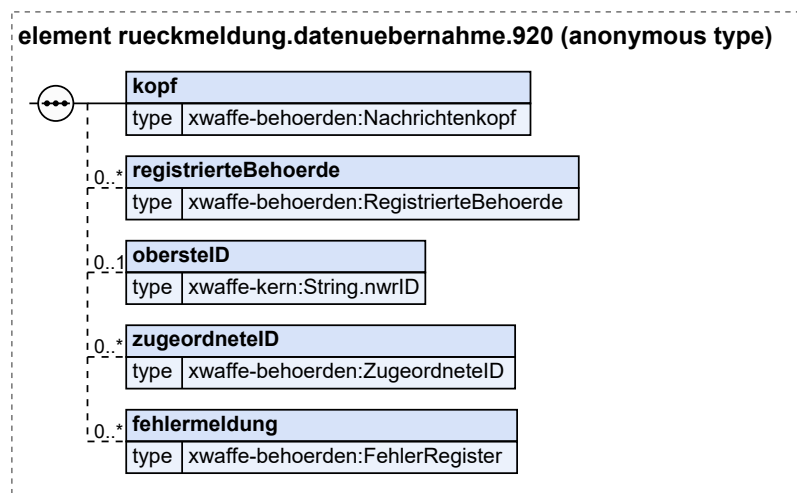 element rueckmeldung.datenuebernahme.920 (anonymous type)
kopf
type xwaffe-behoerden:Nachrichtenkopf
0..* registrierteBehoerde
type xwaffe-behoerden:RegistrierteBehoerde
0..1 obersteID
type xwaffe-kern:String.nwrID
0..* zugeordneteID
type xwaffe-behoerden:ZugeordneteID
0..* fehlermeldung
type xwaffe-behoerden:FehlerRegister